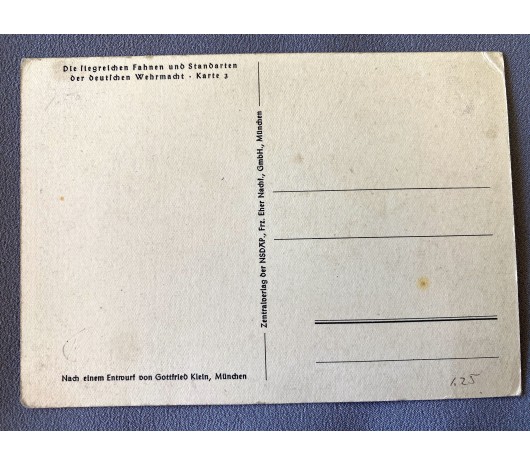 Die siegreichen Fahnen und Standarten
der deutschen Wehrmacht · Karte 3
Zentralverlag der NSDAP., Frz. Eher Nachf., GmbH., München
Nach einem Entwurf von Gottfried Klein, München
1.25